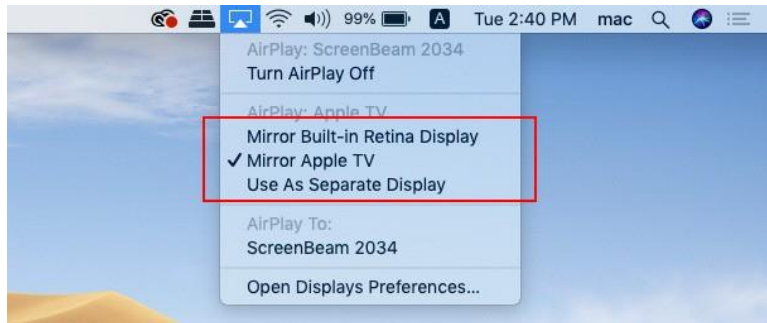 99% A Tue 2:40 PM mac
AirPlay: ScreenBeam 2034
Turn AirPlay Off
AirPlay: Apple TV
Mirror Built-in Retina Display
✓ Mirror Apple TV
Use As Separate Display
AirPlay To:
ScreenBeam 2034
Open Displays Preferences...